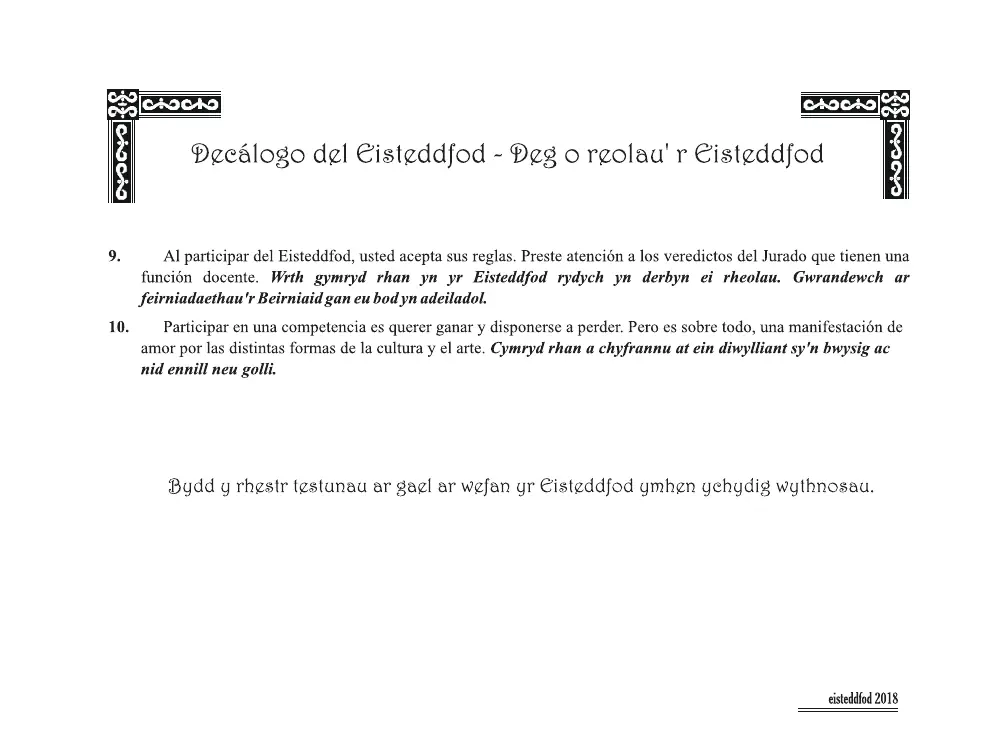 Decálogo del Eisteddfod - Deg o reolau' r Eisteddfod
9. Al participar del Eisteddfod, usted acepta sus reglas. Preste atención a los veredictos del Jurado que tienen una
función docente. Wrth gymryd rhan yn yr Eisteddfod rydych yn derbyn ei rheolau. Gwrandewch ar
feirniadaethau'r Beirniaid gan eu bod yn adeiladol.
10. Participar en una competencia es querer ganar y disponerse a perder. Pero es sobre todo, una manifestación de
amor por las distintas formas de la cultura y el arte. Cymryd rhan a chyfrannu at ein diwylliant sy'n bwysig ac
nid ennill neu golli.
Bydd y rhestr testunau ar gael ar wefan yr Eisteddfod ymhen ychydig wythnosau.
eisteddfod 2018